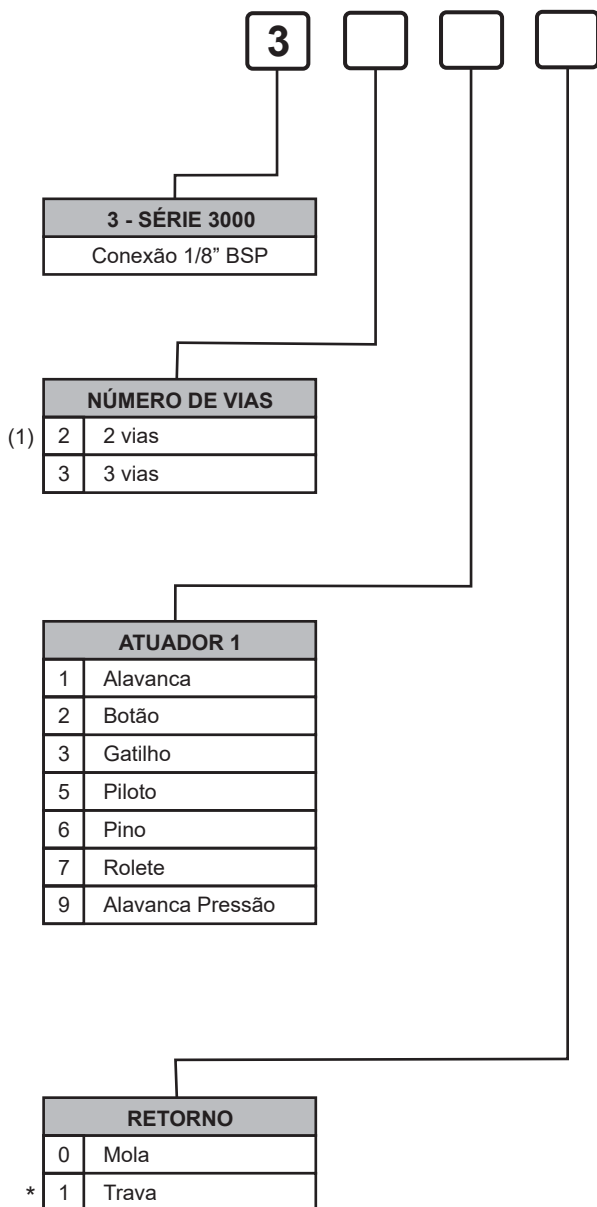 3
3 - SÉRIE 3000
Conexão 1/8” BSP
NÚMERO DE VIAS
(1) 2 2 vias
3 3 vias
ATUADOR 1
1 Alavanca
2 Botão
3 Gatilho
5 Piloto
6 Pino
7 Rolete
9 Alavanca Pressão
RETORNO
0 Mola
* 1 Trava